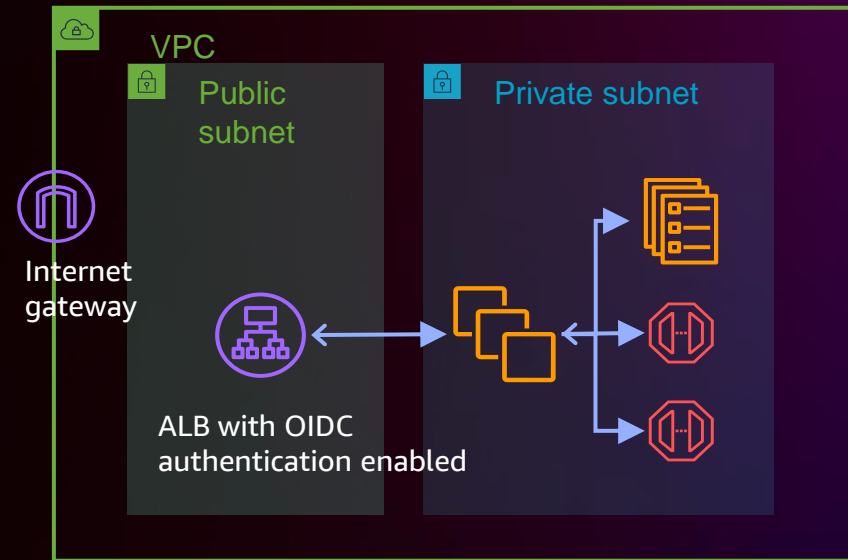 VPC
Public
subnet
Private subnet
Internet
gateway
ALB with OIDC
authentication enabled